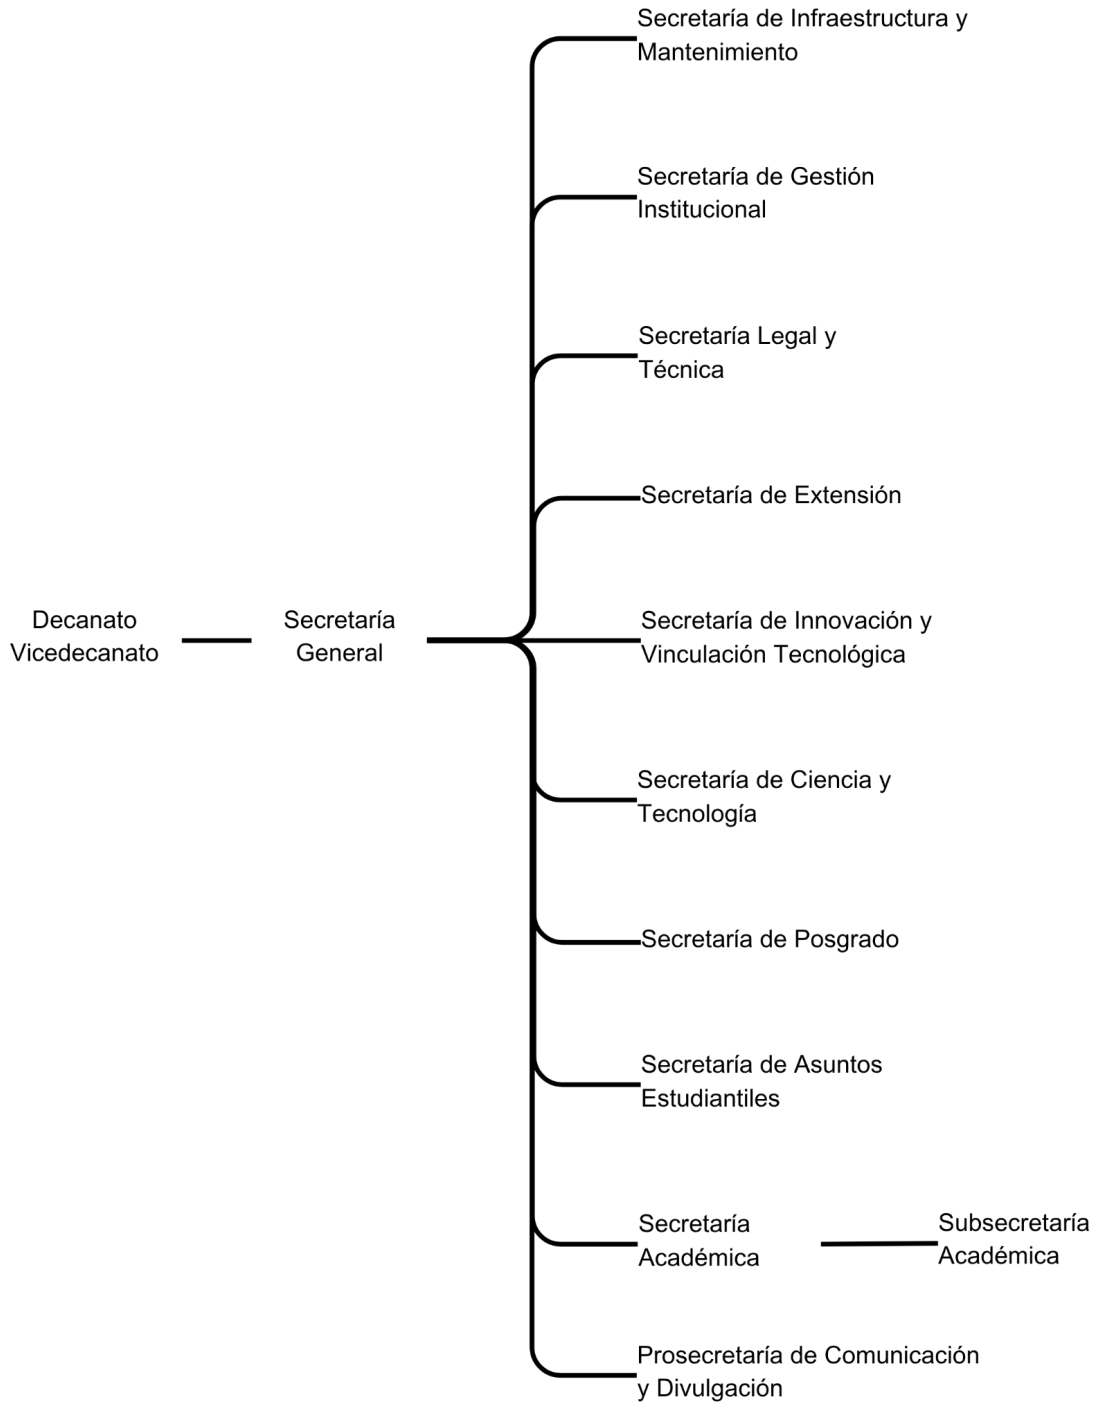 Secretaría de Infraestructura y
Mantenimiento
Secretaría de Gestión
Institucional
Secretaría Legal y
Técnica
Secretaría de Extensión
Decanato
Vicedecanato
Secretaría
General
Secretaría de Innovación y
Vinculación Tecnológica
Secretaría de Ciencia y
Tecnología
Secretaría de Posgrado
Secretaría de Asuntos
Estudiantiles
Secretaría
Académica
Subsecretaría
Académica
Prosecretaría de Comunicación
y Divulgación